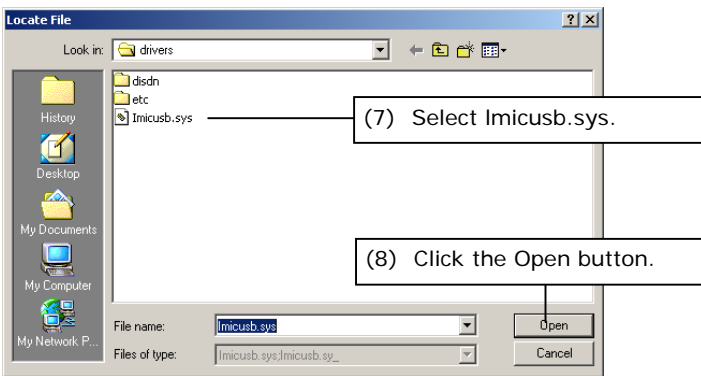 Locate File
Look in:
drivers
disdn
etc
Imicusb.sys
(7) Select Imicusb.sys.
History
Desktop
My Documents
My Computer
My Network P...
(8) Click the Open button.
File name:
Imicusb.sys
Open
Files of type:
Imicusb.sys;Imicusb.sy_
Cancel